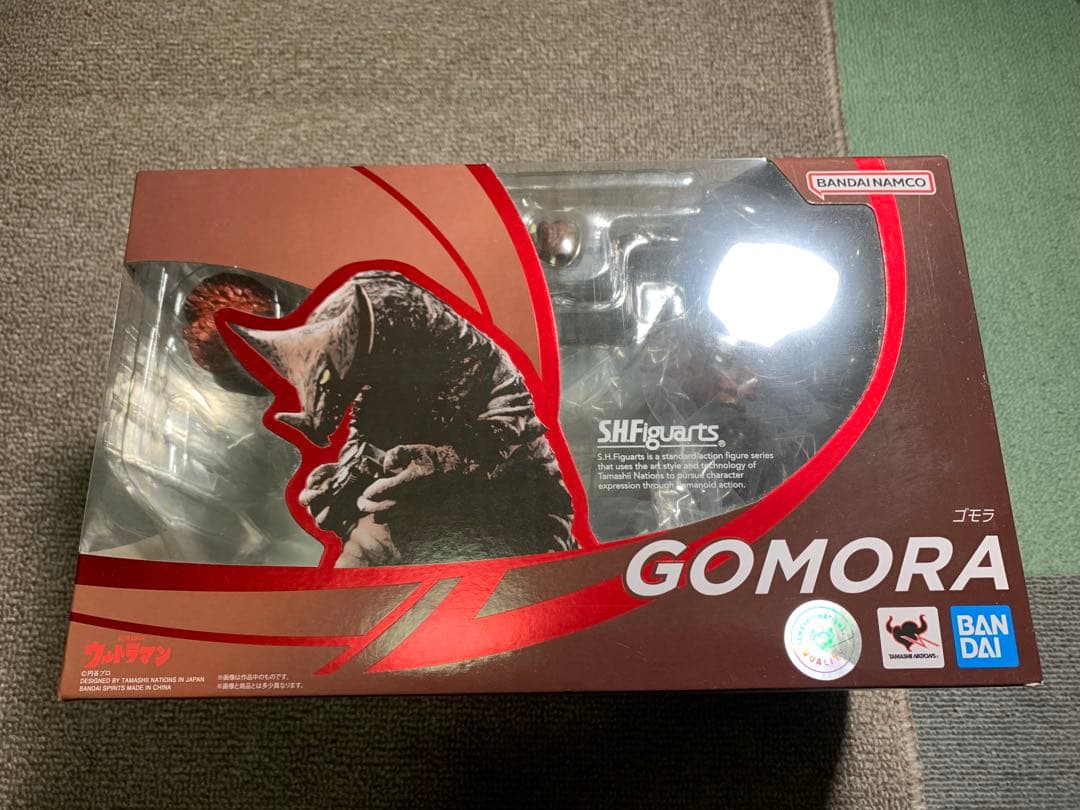 BANDAI NAMCO
S.H.Figuarts®
S.H.Figuarts is a standard action figure series
that uses the art style and technology of
Tamashii Nations to pursue character
expression through humanoid action.
ゴモラ
GOMORA
ウルトラマン
©円谷プロ
DESIGNED BY TAMASHII NATIONS IN JAPAN
BANDAI SPIRITS MADE IN CHINA
※画像は作品中のものです。
※画像と商品とは多少異なります。
QUALITY
TAMASHII NATIONS
BAN
DAI